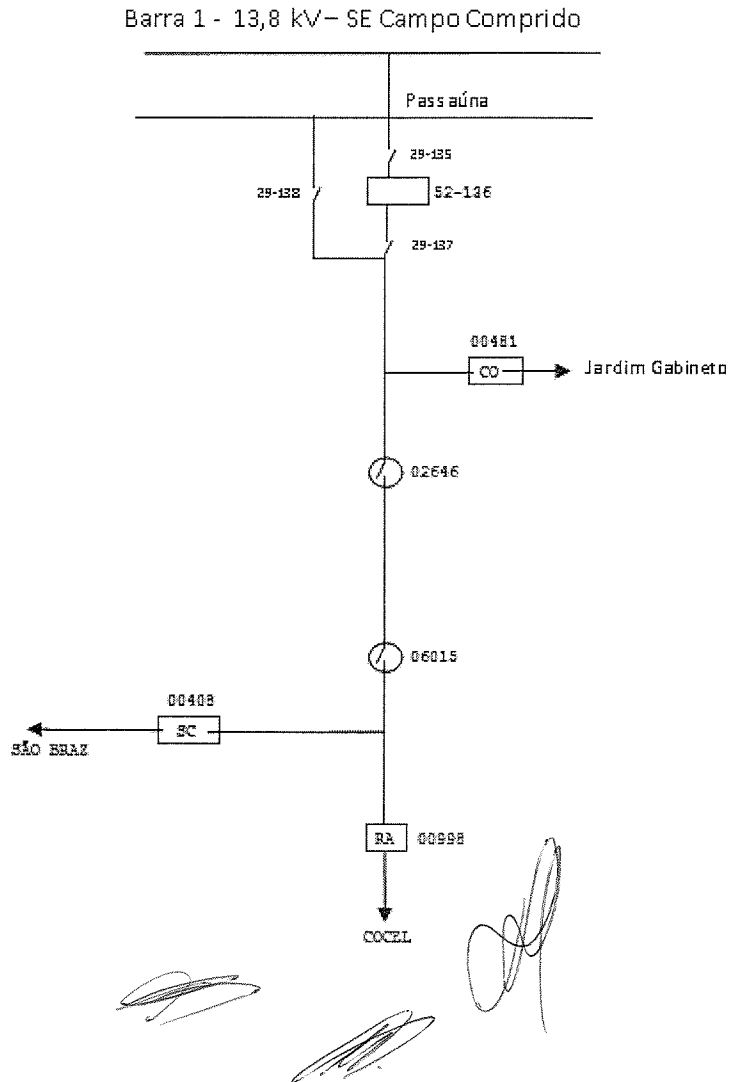 Barra 1 - 13,8 kV – SE Campo Comprido
Passaúna
29-135
29-138
52-136
29-137
00481
CO
Jardim Gabineto
02646
06015
00408
SC
SÃO BRAZ
RA 00998
COCEL